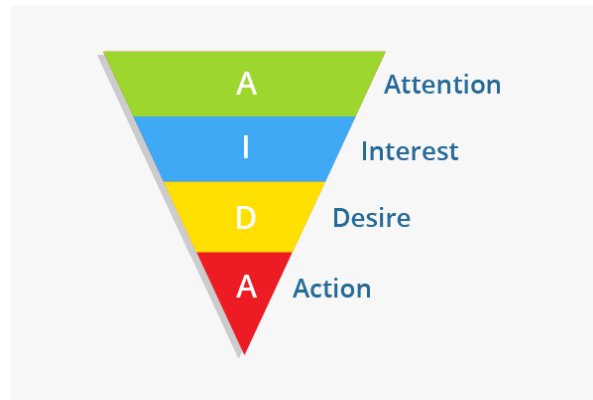 A Attention
I Interest
D Desire
A Action